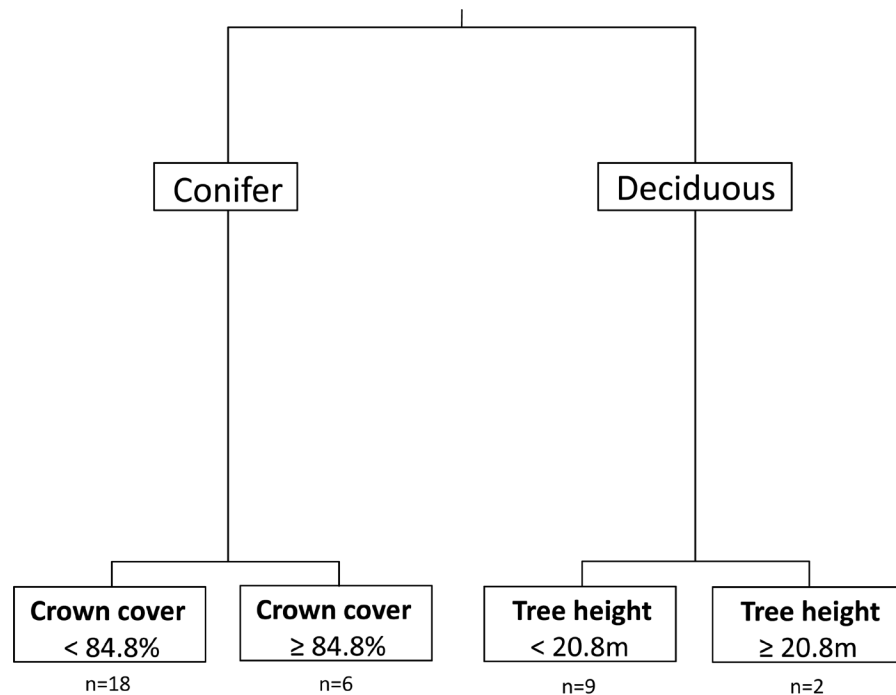 Conifer
Deciduous
Crown cover
< 84.8%
n=18
Crown cover
≥ 84.8%
n=6
Tree height
< 20.8m
n=9
Tree height
≥ 20.8m
n=2